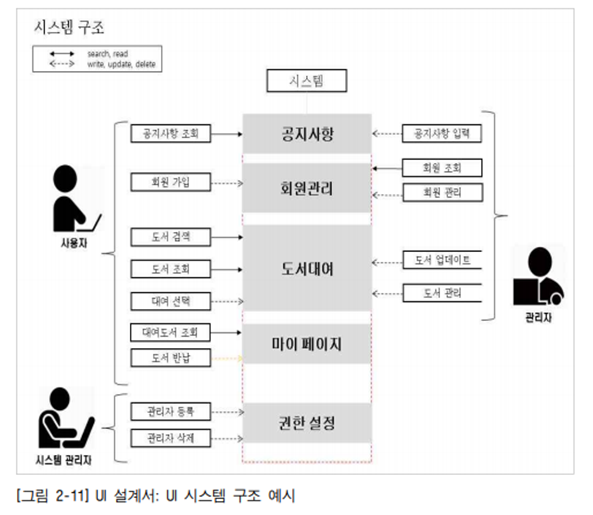 시스템 구조
search, read
write, update, delete
시스템
공지사항 조회
공지사항
공지사항 입력
회원 가입
회원관리
회원 조회
회원 관리
사용자
도서 검색
도서 조회
대여 선택
도서대여
도서 업데이트
도서 관리
관리자
대여도서 조회
도서 반납
마이 페이지
관리자 등록
관리자 삭제
권한 설정
시스템 관리자
[그림 2-11] UI 설계서: UI 시스템 구조 예시